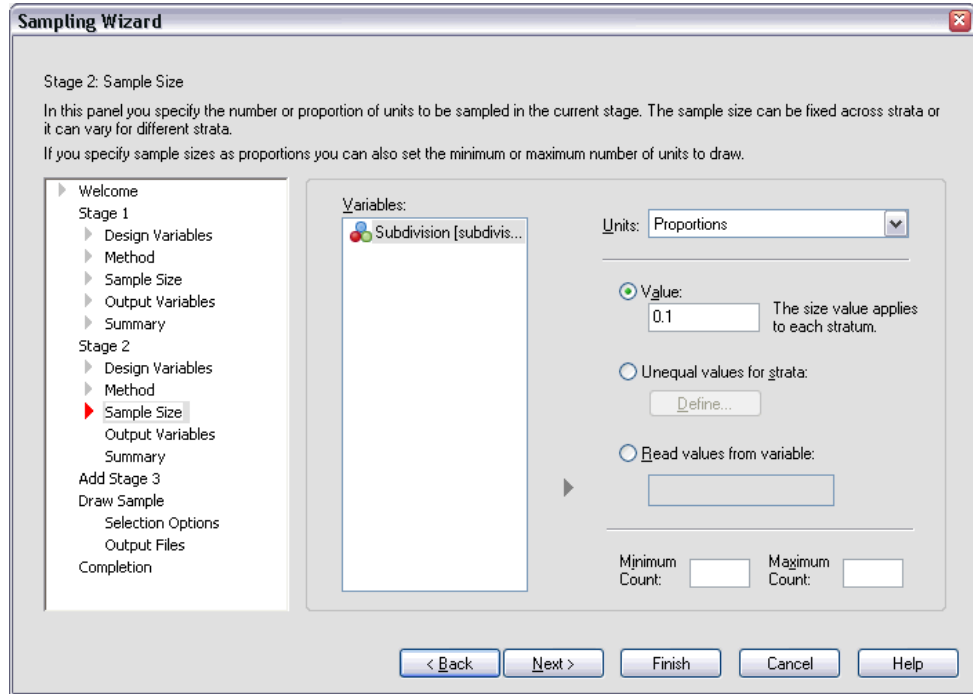 Sampling Wizard
Stage 2: Sample Size
In this panel you specify the number or proportion of units to be sampled in the current stage. The sample size can be fixed across strata or
it can vary for different strata.
If you specify sample sizes as proportions you can also set the minimum or maximum number of units to draw.
Welcome
Stage 1
Design Variables
Method
Sample Size
Output Variables
Summary
Stage 2
Design Variables
Method
Sample Size
Output Variables
Summary
Add Stage 3
Draw Sample
Selection Options
Output Files
Completion
Variables:
Subdivision [subdivis...
Units: Proportions
Value:
0.1
The size value applies
to each stratum.
Unequal values for strata:
Define...
Read values from variable:
Minimum
Count:
Maximum
Count:
< Back
Next >
Finish
Cancel
Help